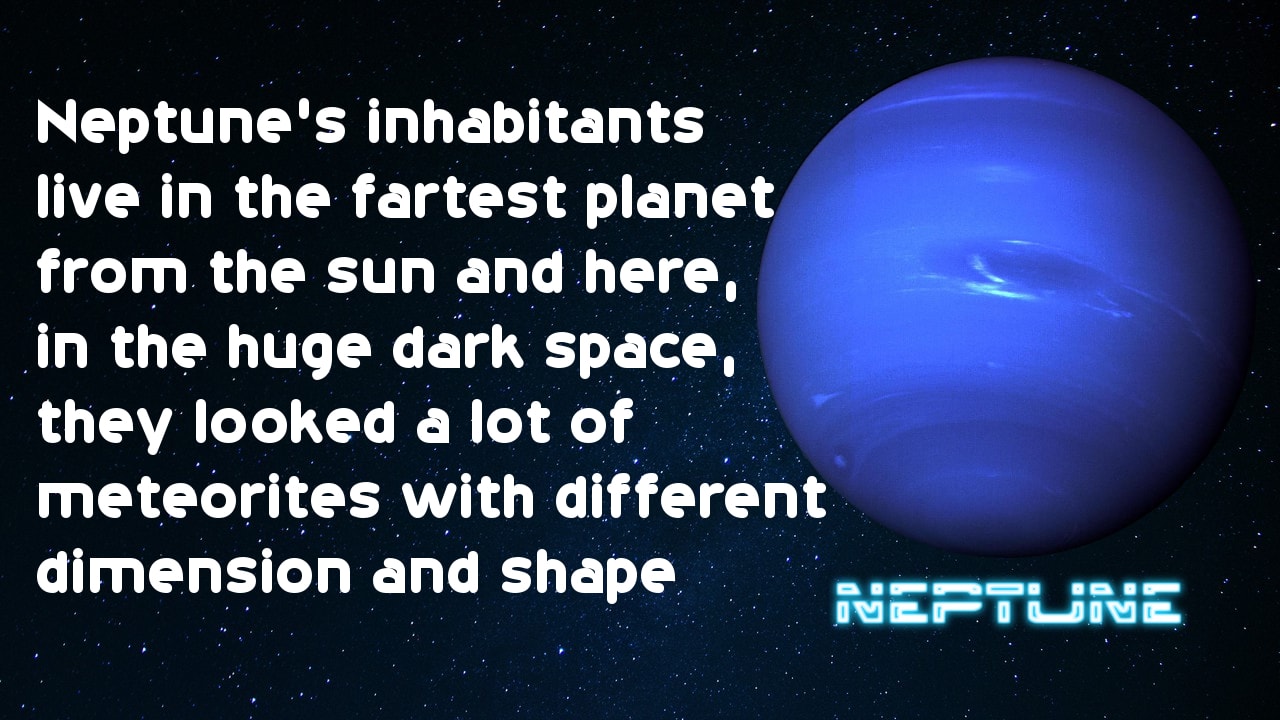 Neptune's inhabitants
live in the fartest planet
from the sun and here,
in the huge dark space,
they looked a lot of
meteorites with different
dimension and shape
NEPTUNE